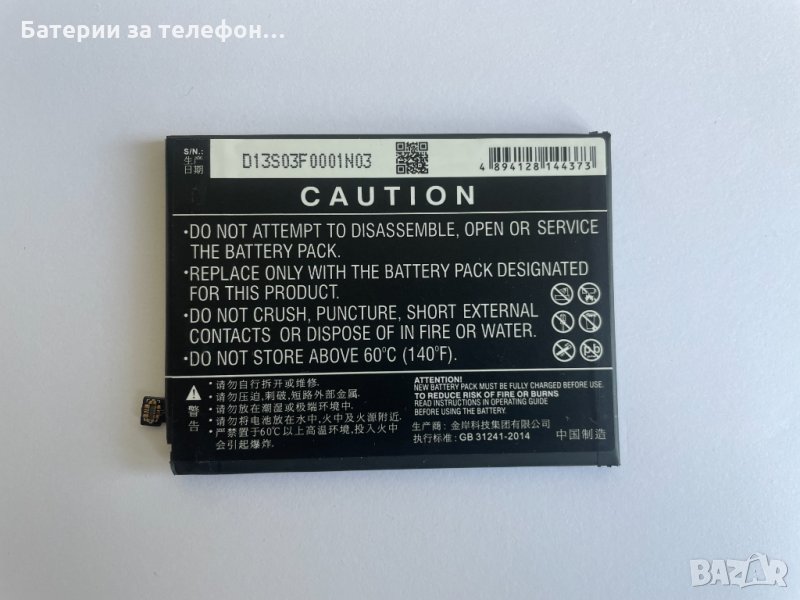 Батерии за телефон...
S/N.:
生产
日期
D13S03F0001N03
4 894128 144373
CAUTION
•DO NOT ATTEMPT TO DISASSEMBLE, OPEN OR SERVICE
THE BATTERY PACK.
•REPLACE ONLY WITH THE BATTERY PACK DESIGNATED
FOR THIS PRODUCT.
•DO NOT CRUSH, PUNCTURE, SHORT EXTERNAL
CONTACTS OR DISPOSE OF IN FIRE OR WATER.
•DO NOT STORE ABOVE 60°C (140°F).
Pb
警告
•请勿自行拆开或维修。
•请勿压迫，刺破，短路外部金属。
•请勿放在潮湿或极端环境中。
•请勿将电池放在水中，火中及火源附近。
•严禁放置于60℃以上高温中，投入火中
会引起爆炸.
ATTENTION!
NEW BATTERY PACK MUST BE FULLY CHARGED BEFORE USE.
TO REDUCE RISK OF FIRE OR BURNS
READ INSTRUCTIONS IN OPERATING GUIDE
BEFORE USING THE BATTERY.
生产商: 金岸科技集团有限公司
执行标准: GB 31241-2014
中国制造
BAZAR